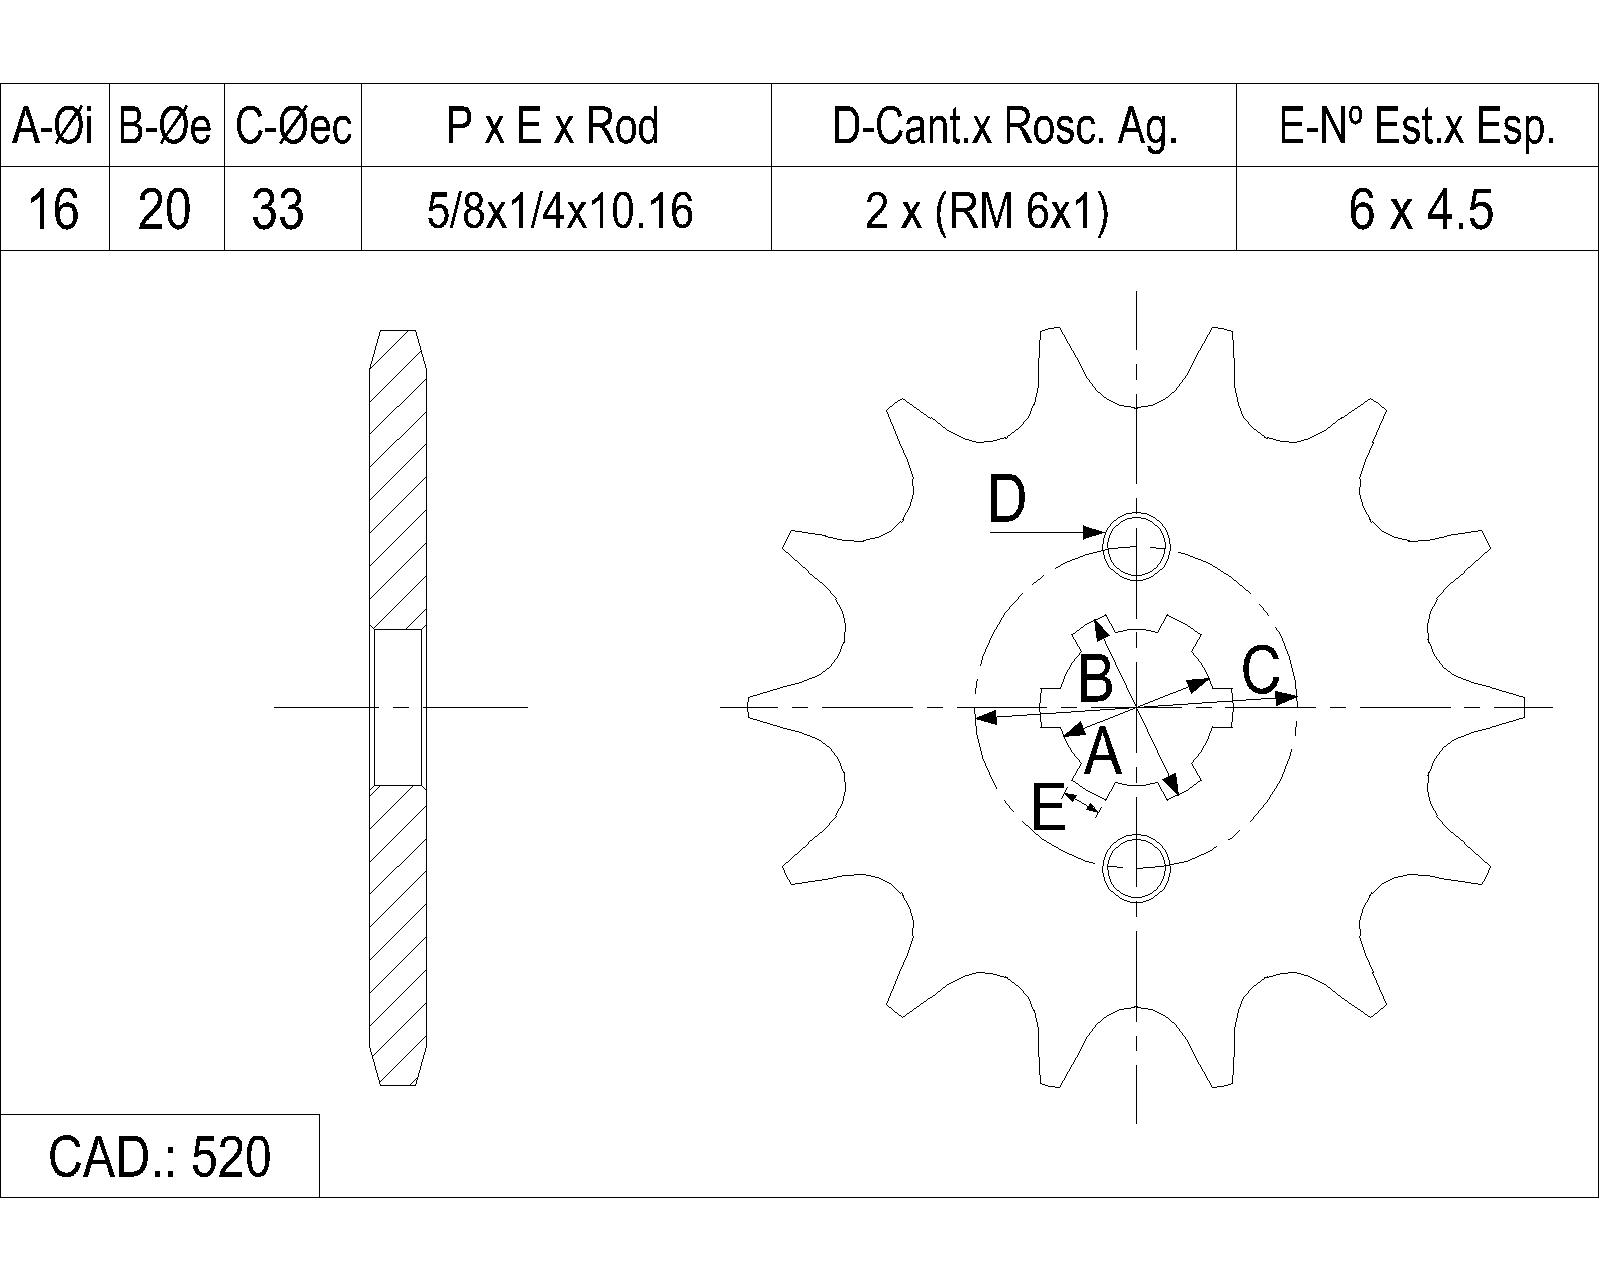 A-Øi B-Øe C-Øec P x E x Rod D-Cant.x Rosc. Ag. E-Nº Est.x Esp.
16 20 33 5/8x1/4x10.16 2 x (RM 6x1) 6 x 4.5
D
B
C
A
E
CAD.: 520